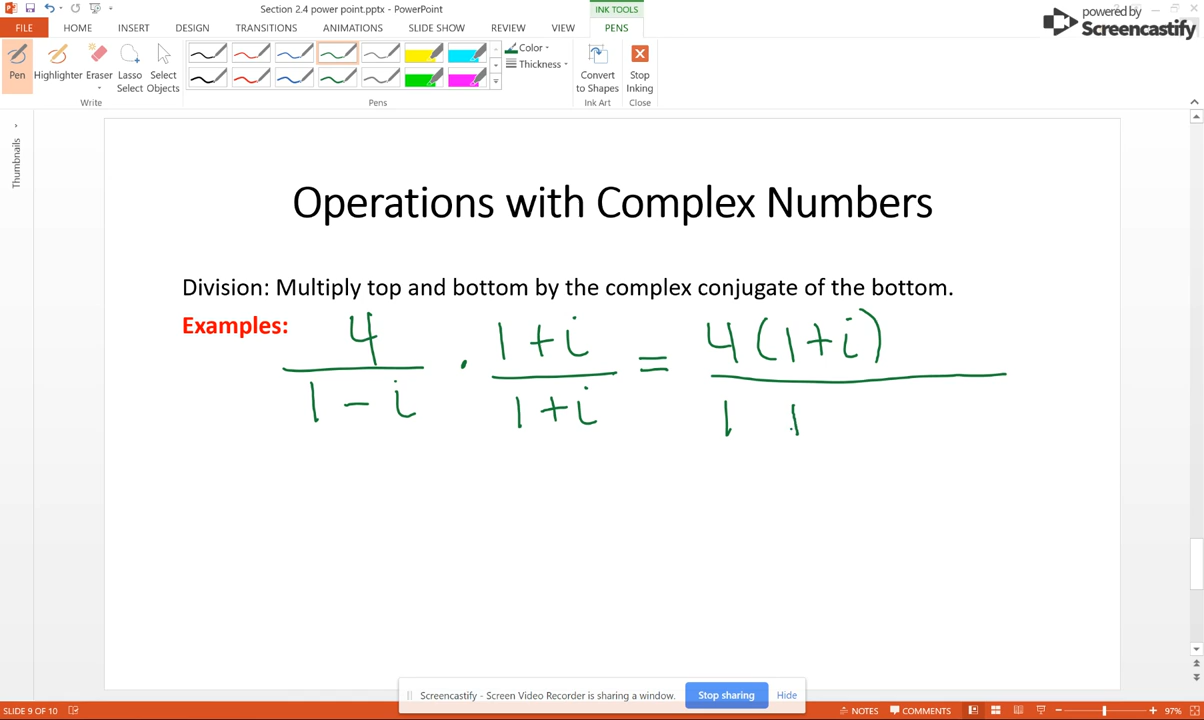 Section 2.4 power point.pptx - PowerPoint
INK TOOLS
powered by
Screencastify
FILE HOME INSERT DESIGN TRANSITIONS ANIMATIONS SLIDE SHOW REVIEW VIEW PENS
Pen Highlighter Eraser Lasso Select Select Objects
Color
Thickness
Convert to Shapes
Stop Inking
Write
Pens
Ink Art
Close
Thumbnails
Operations with Complex Numbers
Division: Multiply top and bottom by the complex conjugate of the bottom.
Examples:
4 1 + i 4 ( 1 + i )
· =
1 - i 1 + i 1 1
Screencastify - Screen Video Recorder is sharing a window. Stop sharing Hide
SLIDE 9 OF 10 NOTES COMMENTS 97%